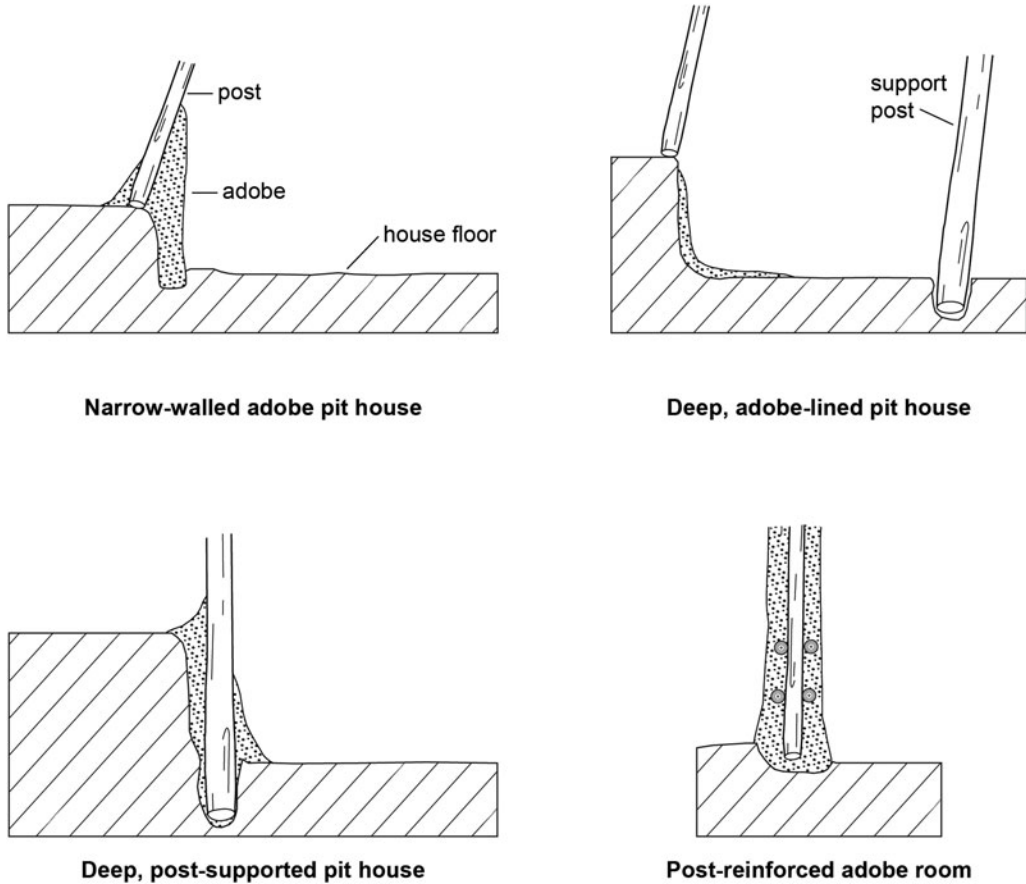 post
adobe
house floor
Narrow-walled adobe pit house
support
post
Deep, adobe-lined pit house
Deep, post-supported pit house
Post-reinforced adobe room